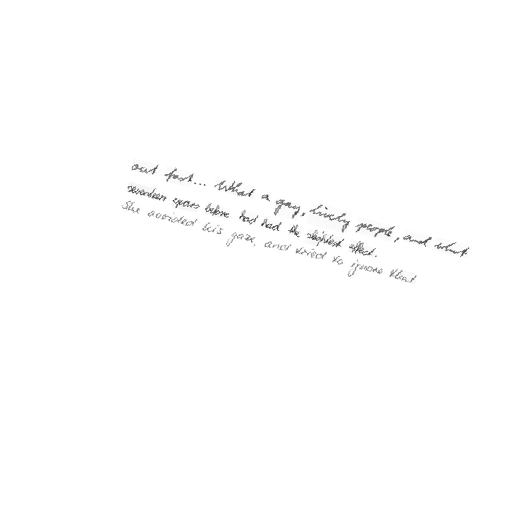 out fast... What a gay, lively people, and what
seventeen years before had had the slightest effect.
She avoided his gaze, and tried to ignore that